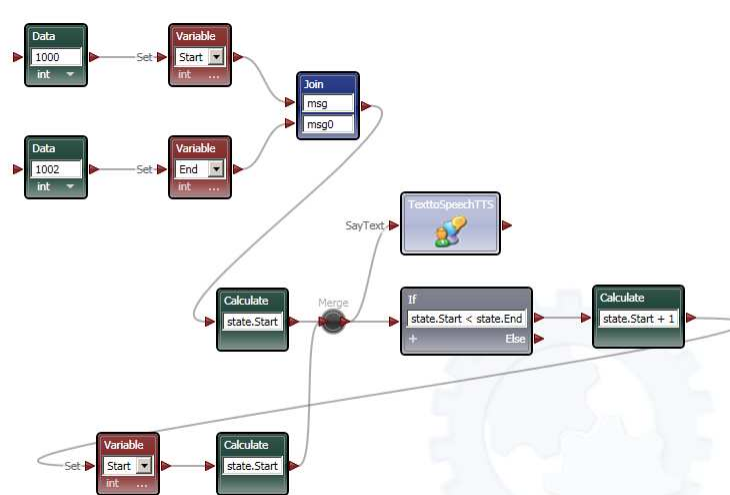 Data
1000
int
Set
Variable
Start
int ...
Join
msg
msg0
Data
1002
int
Set
Variable
End
int ...
TexttoSpeechTTS
SayText
Calculate
state.Start
Merge
If
state.Start < state.End
+ Else
Calculate
state.Start + 1
Set
Variable
Start
int ...
Calculate
state.Start